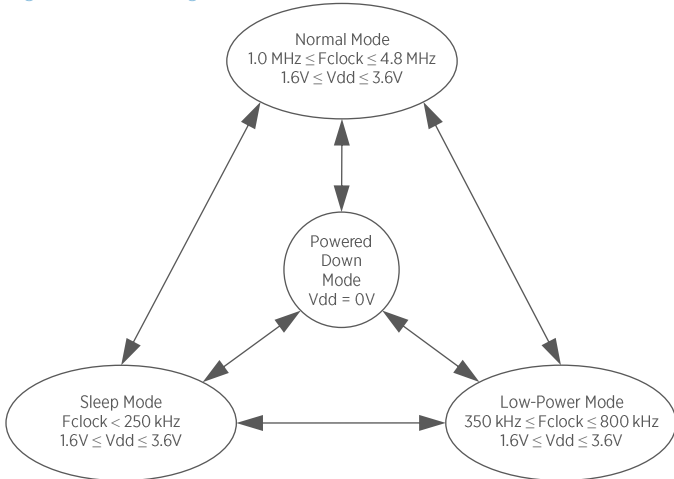 Normal Mode
1.0 MHz ≤ Fclock ≤ 4.8 MHz
1.6V ≤ Vdd ≤ 3.6V
Powered
Down
Mode
Vdd = 0V
Sleep Mode
Fclock < 250 kHz
1.6V ≤ Vdd ≤ 3.6V
Low-Power Mode
350 kHz ≤ Fclock ≤ 800 kHz
1.6V ≤ Vdd ≤ 3.6V